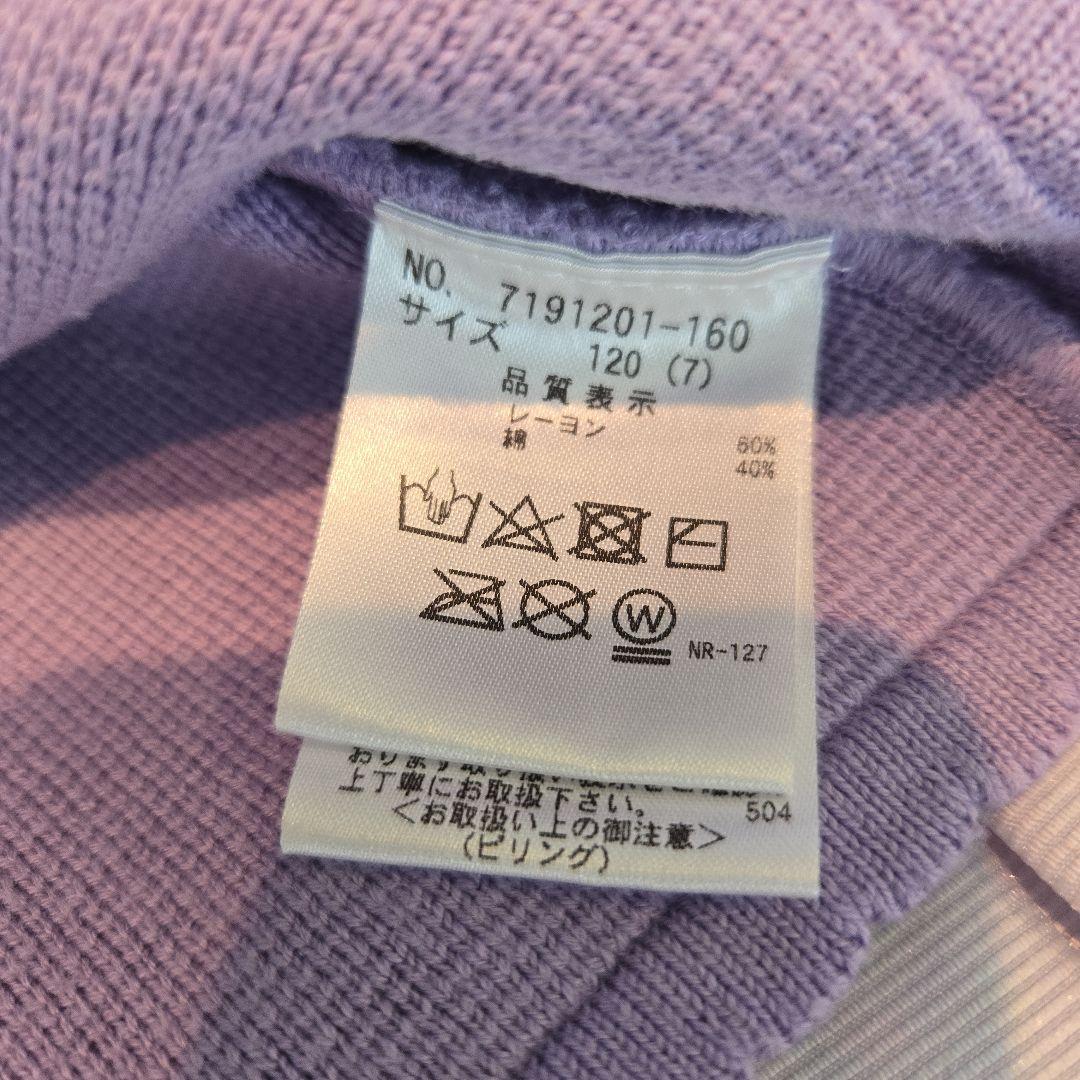 NO. 7191201-160
サイズ 120 (7)
品質表示
レーヨン 60%
綿 40%
W
NR-127
上丁寧にお取扱下さい。
504
<お取扱い上の御注意>
(ピリング)